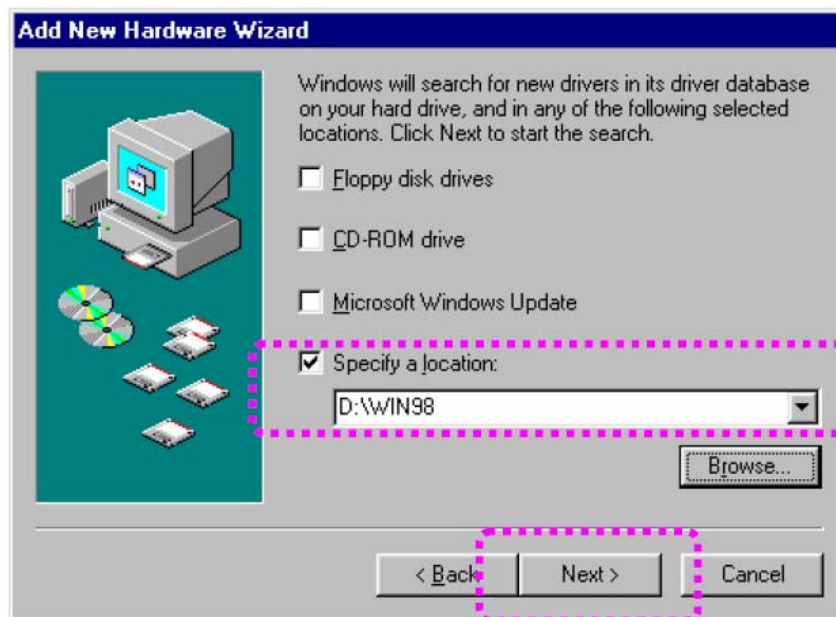 Add New Hardware Wizard
Windows will search for new drivers in its driver database
on your hard drive, and in any of the following selected
locations. Click Next to start the search.
Floppy disk drives
CD-ROM drive
Microsoft Windows Update
Specify a location:
D:\WIN98
Browse...
< Back
Next >
Cancel